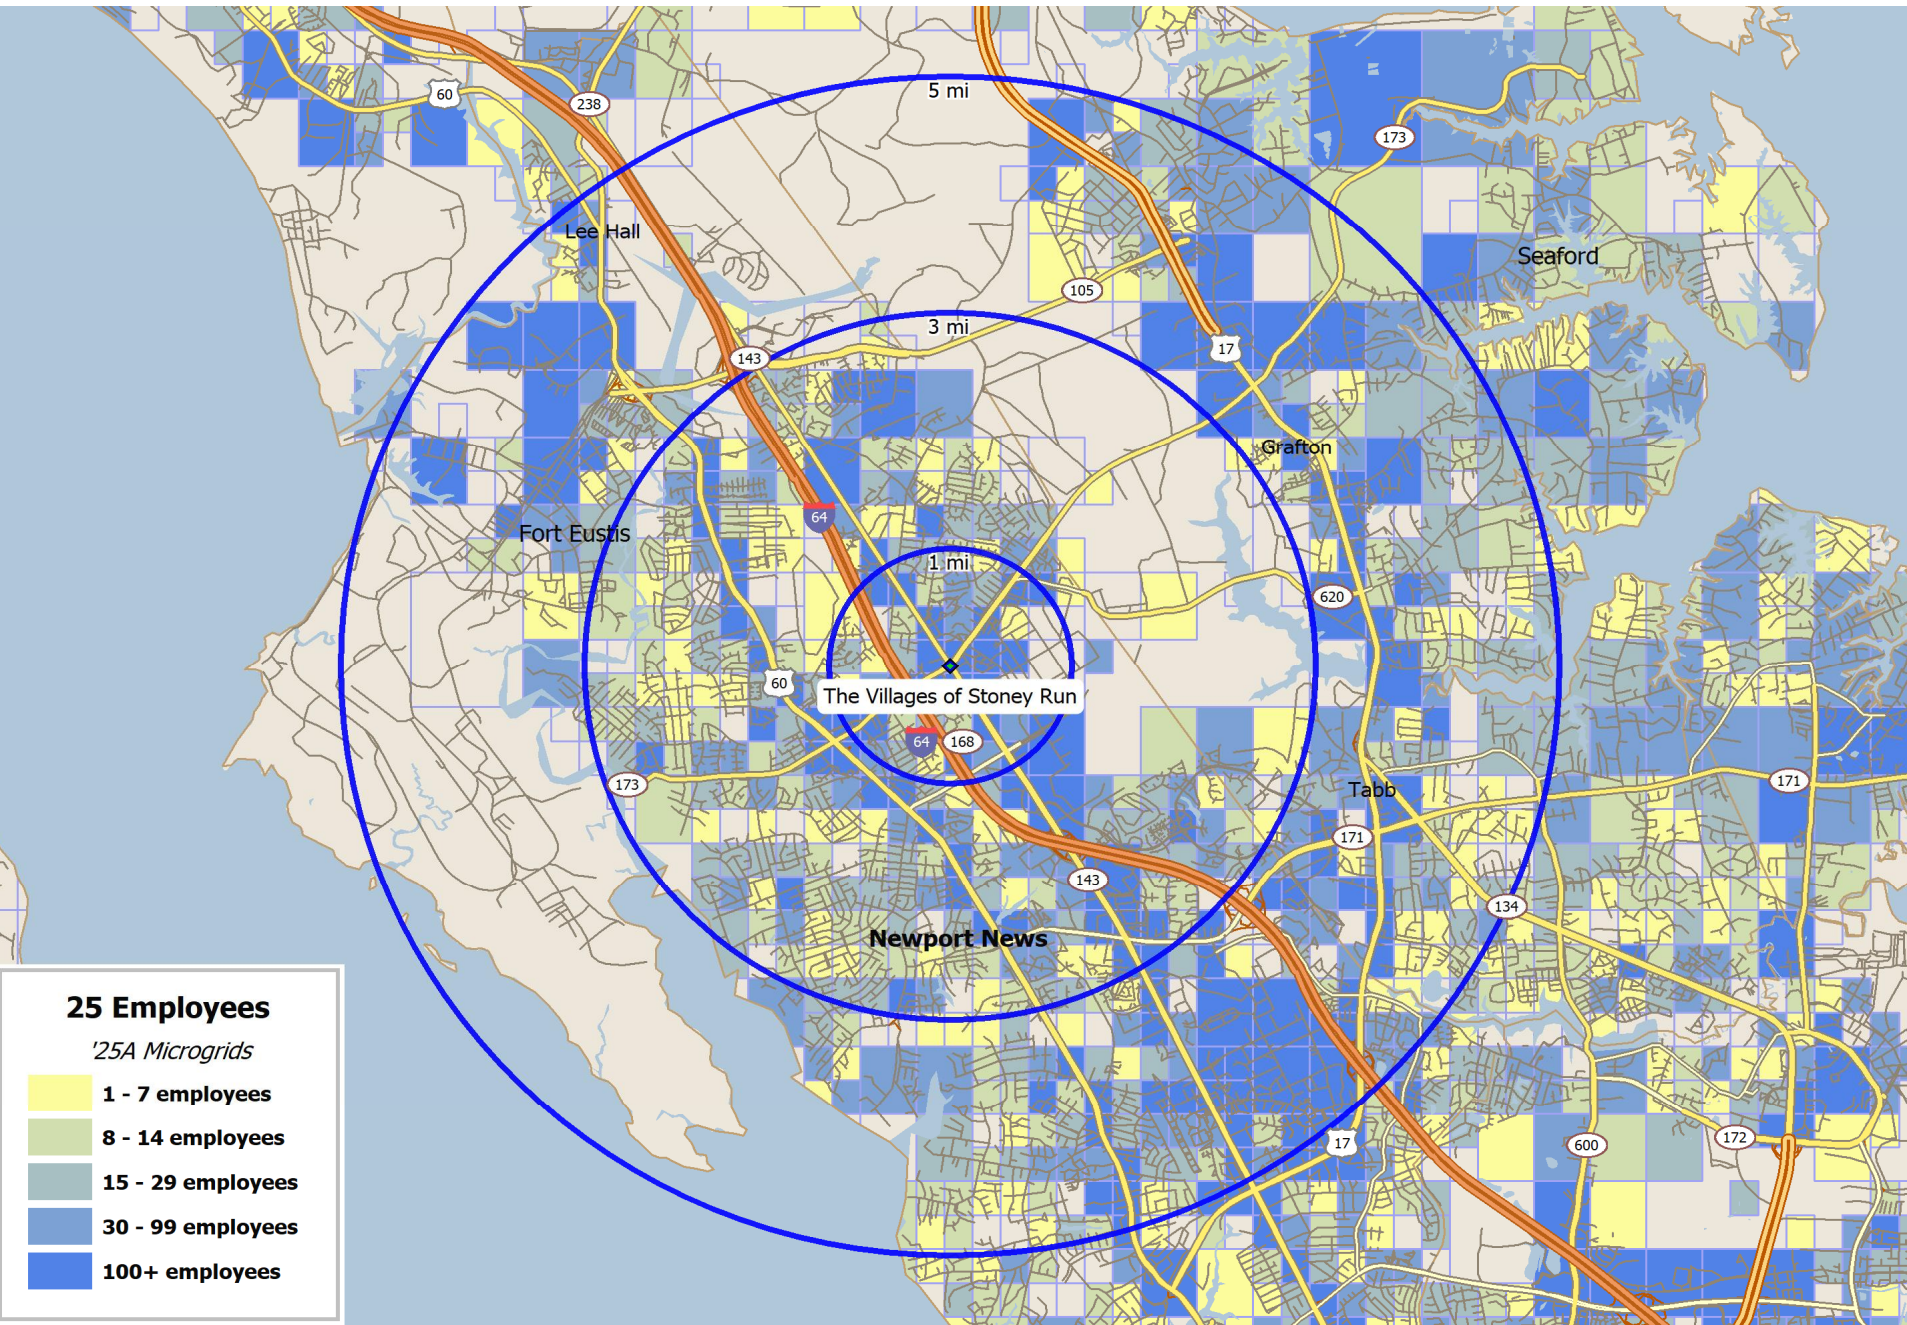 60
238
5 mi
173
Lee Hall
Seaford
105
3 mi
17
143
Grafton
64
Fort Eustis
1 mi
620
60
The Villages of Stoney Run
64
168
173
171
Tabb
171
143
134
Newport News
17
600
172
25 Employees
'25A Microgrids
1 - 7 employees
8 - 14 employees
15 - 29 employees
30 - 99 employees
100+ employees